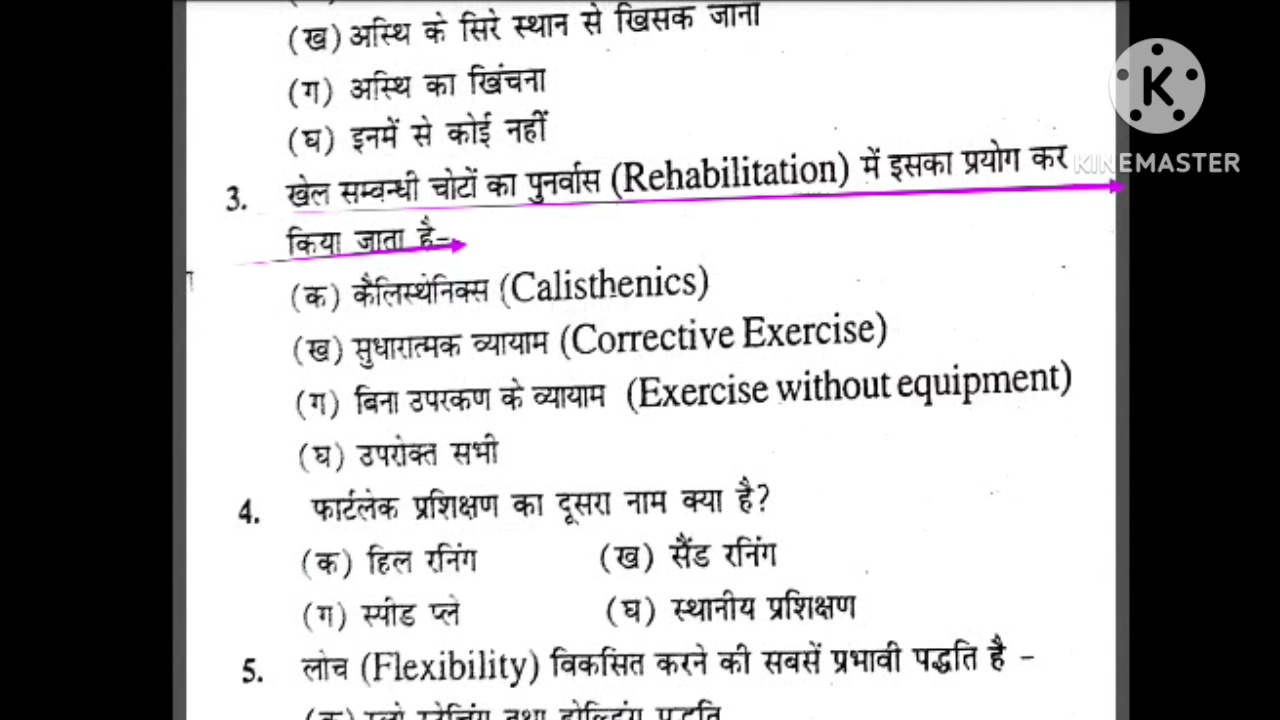 (ख) अस्थि के सिरे स्थान से खिसक जाना
(ग) अस्थि का खिंचना
(घ) इनमें से कोई नहीं
K
KINEMASTER
3. खेल सम्बन्धी चोटों का पुनर्वास (Rehabilitation) में इसका प्रयोग कर
किया जाता है-
(क) कैलिस्थेनिक्स (Calisthenics)
(ख) सुधारात्मक व्यायाम (Corrective Exercise)
(ग) बिना उपरकण के व्यायाम (Exercise without equipment)
(घ) उपरोक्त सभी
4. फार्टलेक प्रशिक्षण का दूसरा नाम क्या है?
(क) हिल रनिंग (ख) सैंड रनिंग
(ग) स्पीड प्ले (घ) स्थानीय प्रशिक्षण
5. लोच (Flexibility) विकसित करने की सबसें प्रभावी पद्धति है -